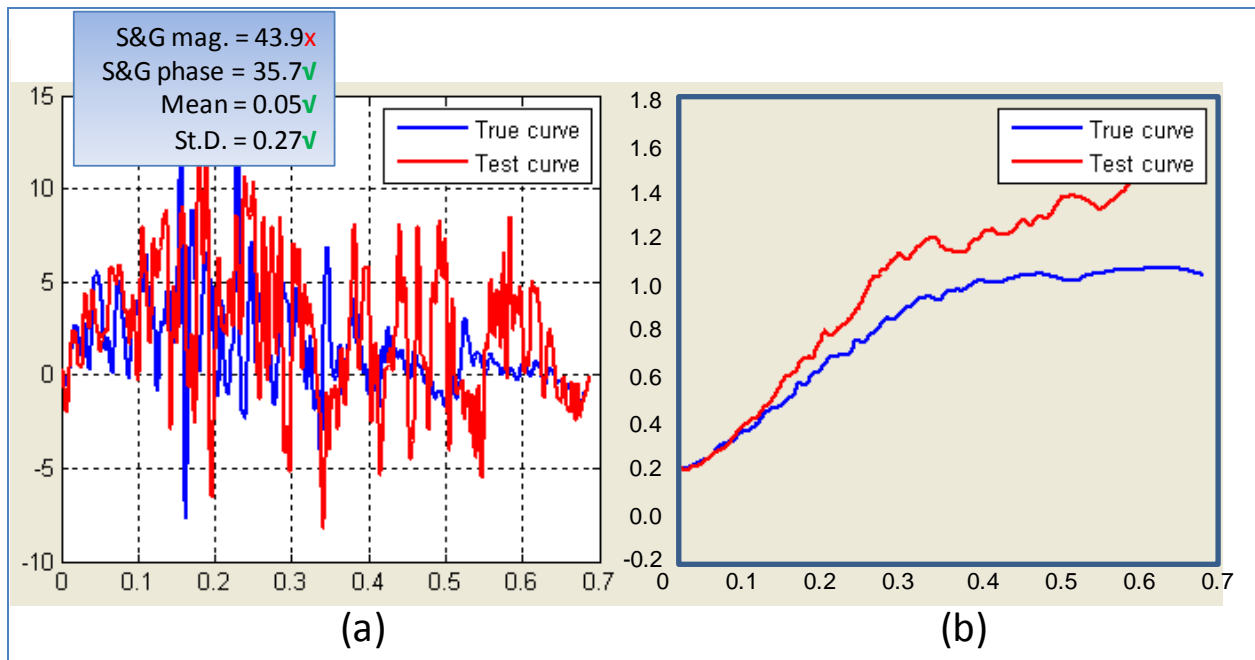 S&G mag. = 43.9x
S&G phase = 35.7√
Mean = 0.05√
St.D. = 0.27√
15
10
5
0
-5
-10
0 0.1 0.2 0.3 0.4 0.5 0.6 0.7
True curve
Test curve
(a)
1.8
1.6
1.4
1.2
1.0
0.8
0.6
0.4
0.2
0.0
-0.2
0 0.1 0.2 0.3 0.4 0.5 0.6 0.7
True curve
Test curve
(b)